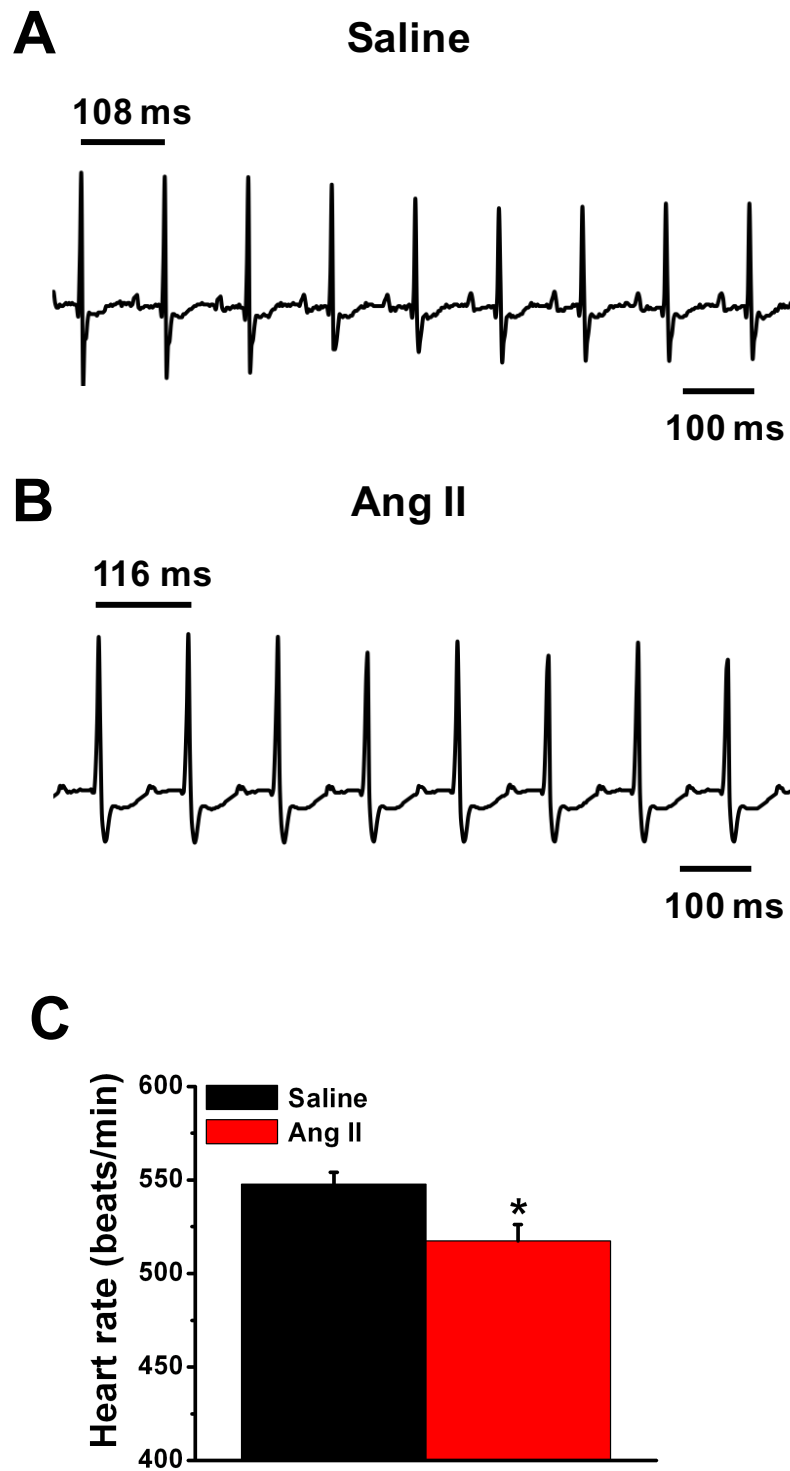 A
Saline
108 ms
100 ms
B
Ang II
116 ms
100 ms
C
Heart rate (beats/min)
600
550
500
450
400
Saline
Ang II
*